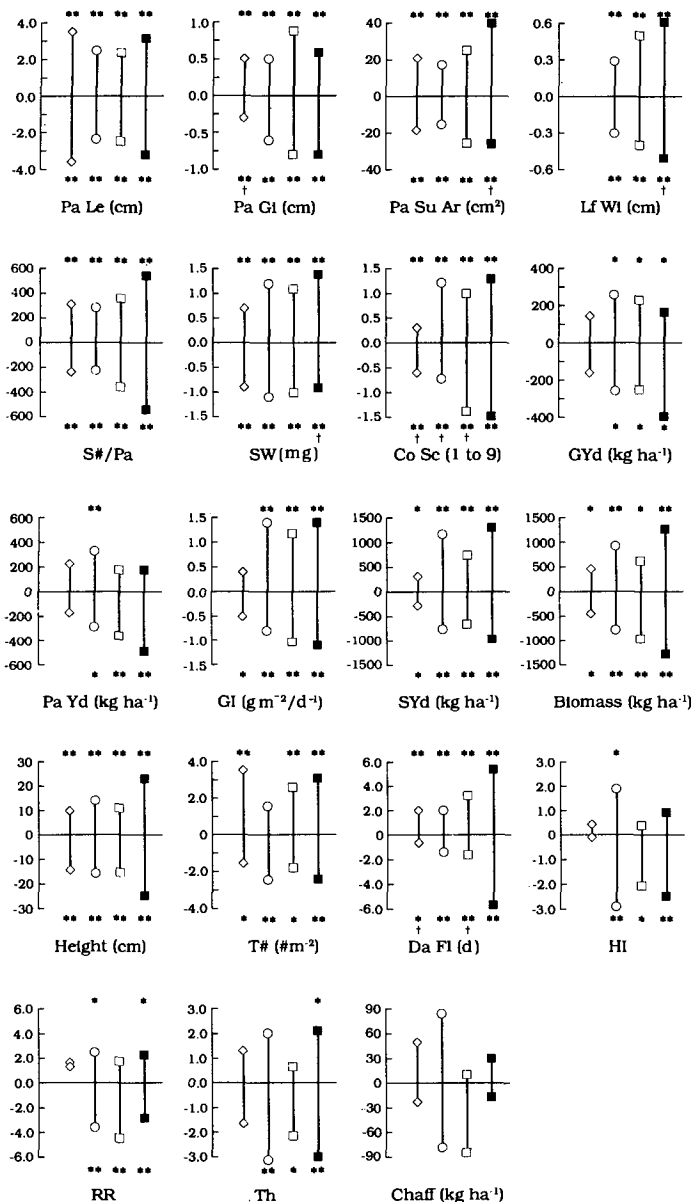 ** ** ** ** ** ** ** ** ** ** ** ** ** ** **
4.0 1.0 40 0.6
2.0 0.5 20 0.3
0.0 0.0 0 0.0
-2.0 -0.5 -20 -0.3
-4.0 -1.0 -40 -0.6
** ** ** ** ** ** ** ** ** ** ** ** ** ** **
† † †
Pa Le (cm) Pa Gi (cm) Pa Su Ar (cm²) Lf Wi (cm)
** ** ** ** ** ** ** ** ** ** ** ** * * *
600 1.5 1.5 400
400 1.0 1.0 200
200 0.5 0.5
0 0.0 0.0 0
-200 -0.5 -0.5
-400 -1.0 -1.0 -200
-600 -1.5 -1.5 -400
** ** ** ** ** ** ** ** ** ** ** ** * * *
† † † †
S#/Pa SW (mg) Co Sc (1 to 9) GYd (kg ha⁻¹)
** ** ** ** * ** * ** * ** * **
600 1.5 1500 1500
400 1.0 1000 1000
200 0.5 500 500
0 0.0 0 0
-200 -0.5 -500 -500
-400 -1.0 -1000 1000
-600 -1.5 -1500 -1500
* ** ** * ** ** ** * ** ** ** * ** ** **
Pa Yd (kg ha⁻¹) GI (g m⁻²/d⁻¹) SYd (kg ha⁻¹) Biomass (kg ha⁻¹)
** ** ** ** ** * ** ** ** ** ** *
30 4.0 6.0 3.0
20 2.0 4.0 2.0
10 2.0 1.0
0 0.0 0.0 0.0
-10 -2.0 -2.0 -1.0
-20 -4.0 -2.0
-30 -4.0 -6.0 -3.0
** ** ** ** * ** * ** * ** ** ** ** * **
† †
Height (cm) T# (#m⁻²) Da Fl (d) HI
* * *
6.0 3.0 90
4.0 2.0 60
2.0 1.0 30
0.0 0.0 0
-2.0 -1.0 -30
-4.0 -2.0 -60
-6.0 -3.0 -90
** ** ** ** * **
RR Th Chaff (kg ha⁻¹)